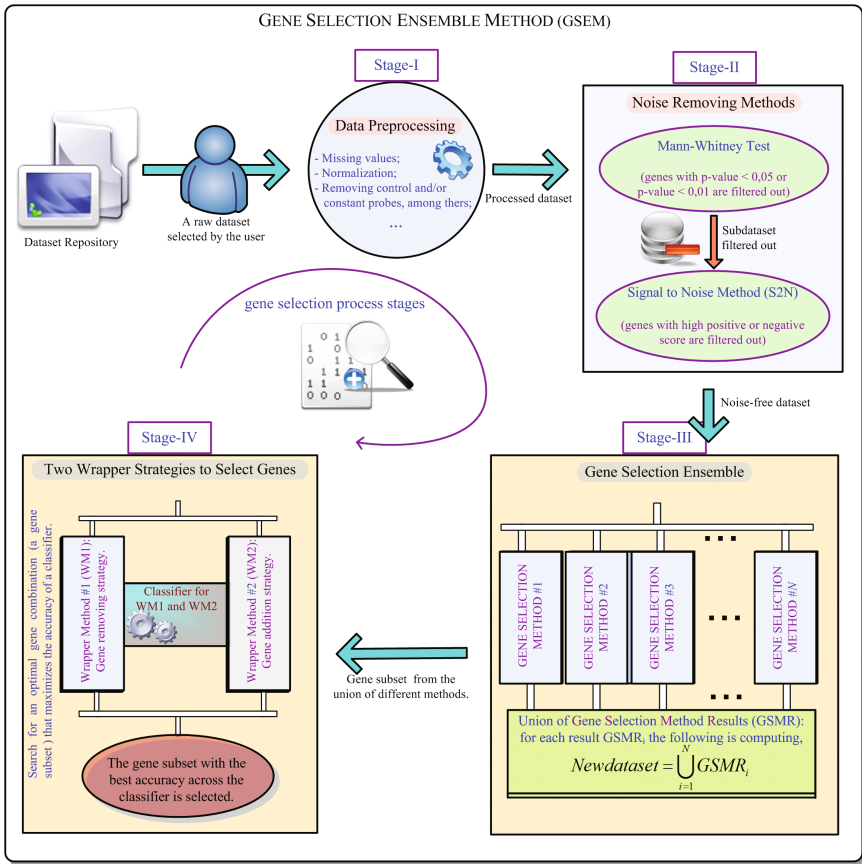 GENE SELECTION ENSEMBLE METHOD (GSEM)
Stage-I
Data Preprocessing
- Missing values;
- Normalization;
- Removing control and/or
constant probes, among thers;
...
Dataset Repository
A raw dataset
selected by the user
Processed dataset
Stage-II
Noise Removing Methods
Mann-Whitney Test
(genes with p-value < 0,05 or
p-value < 0,01 are filtered out)
Subdataset
filtered out
Signal to Noise Method (S2N)
(genes with high positive or negative
score are filtered out)
gene selection process stages
0 1
1 0
1 1 1
1 1 0
0 0 0 0
Noise-free dataset
Stage-III
Gene Selection Ensemble
...
GENE SELECTION
METHOD #1
GENE SELECTION
METHOD #2
GENE SELECTION
METHOD #3
...
GENE SELECTION
METHOD #N
...
Union of Gene Selection Method Results (GSMR):
for each result GSMRi the following is computing,
Newdataset = ⋃ᵢ₌₁ᴺ GSMRᵢ
Gene subset from the
union of different methods.
Stage-IV
Two Wrapper Strategies to Select Genes
Search for an optimal gene combination (a gene
subset ) that maximizes the accuracy of a classifier.
Wrapper Method #1 (WM1):
Gene removing strategy.
Classifier for
WM1 and WM2
Wrapper Method #2 (WM2):
Gene addition strategy.
The gene subset with the
best accuracy across the
classifier is selected.